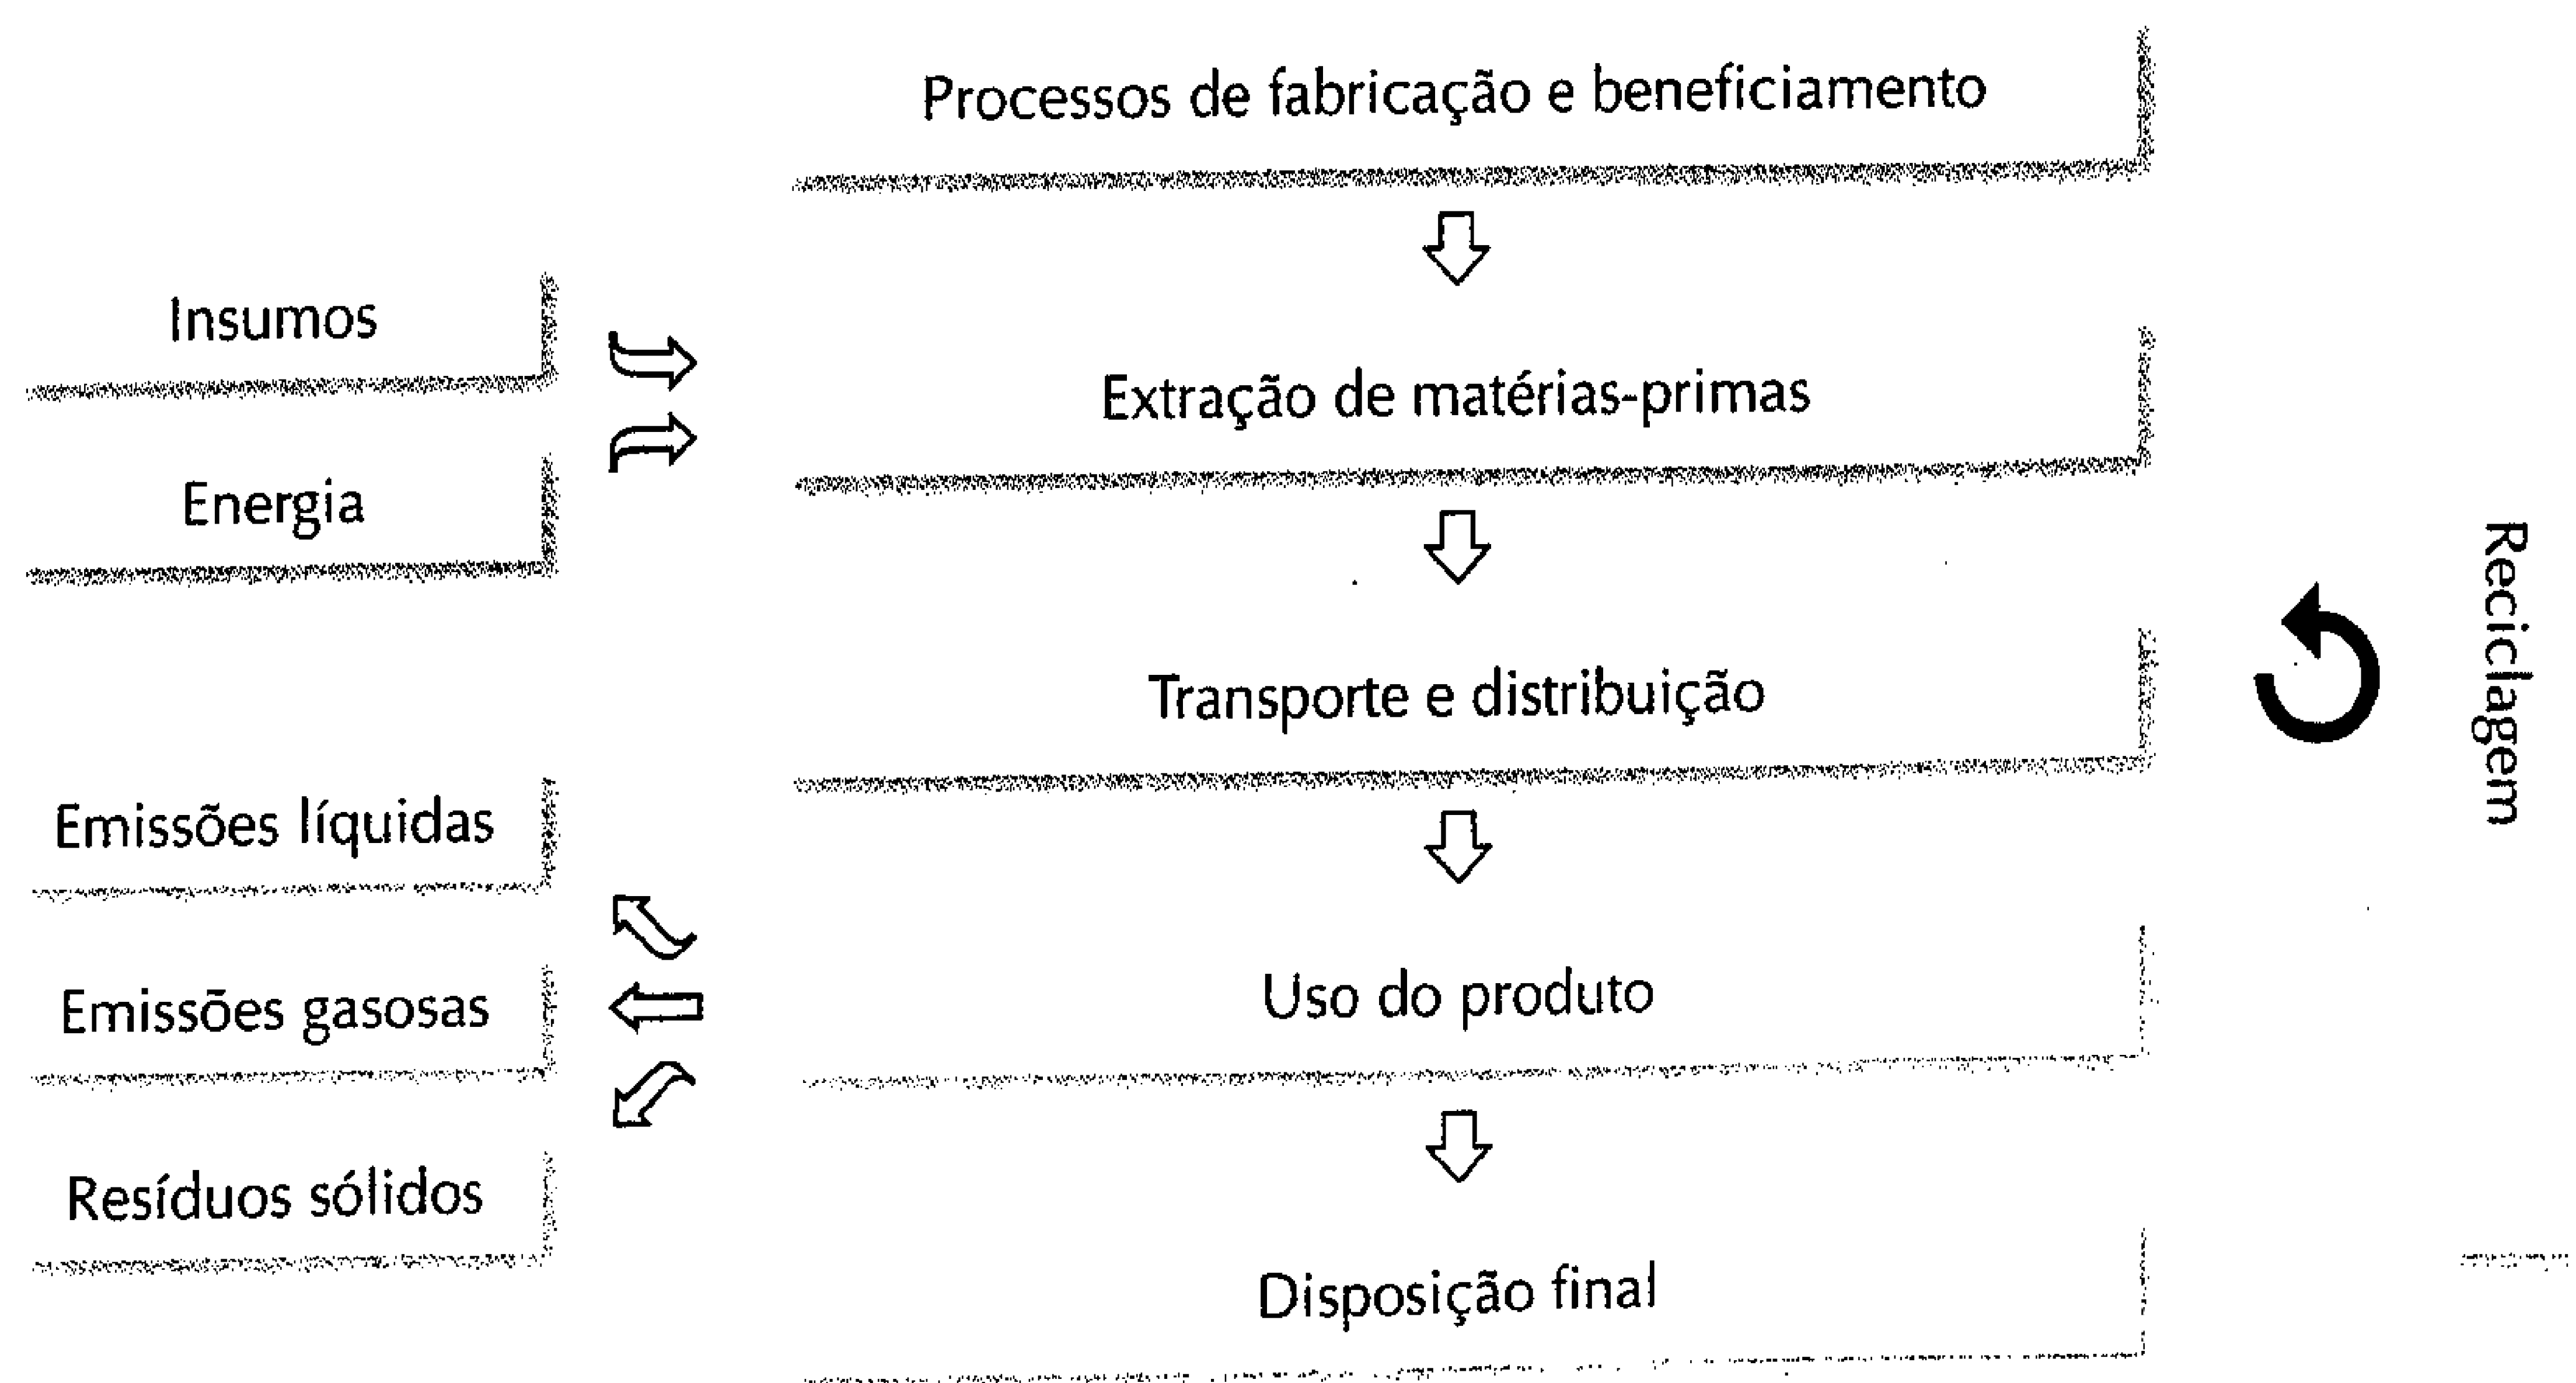 Processos de fabricação e beneficiamento
Insumos
Extração de matérias-primas
Energia
Transporte e distribuição
Reciclagem
Emissões líquidas
Uso do produto
Emissões gasosas
Resíduos sólidos
Disposição final